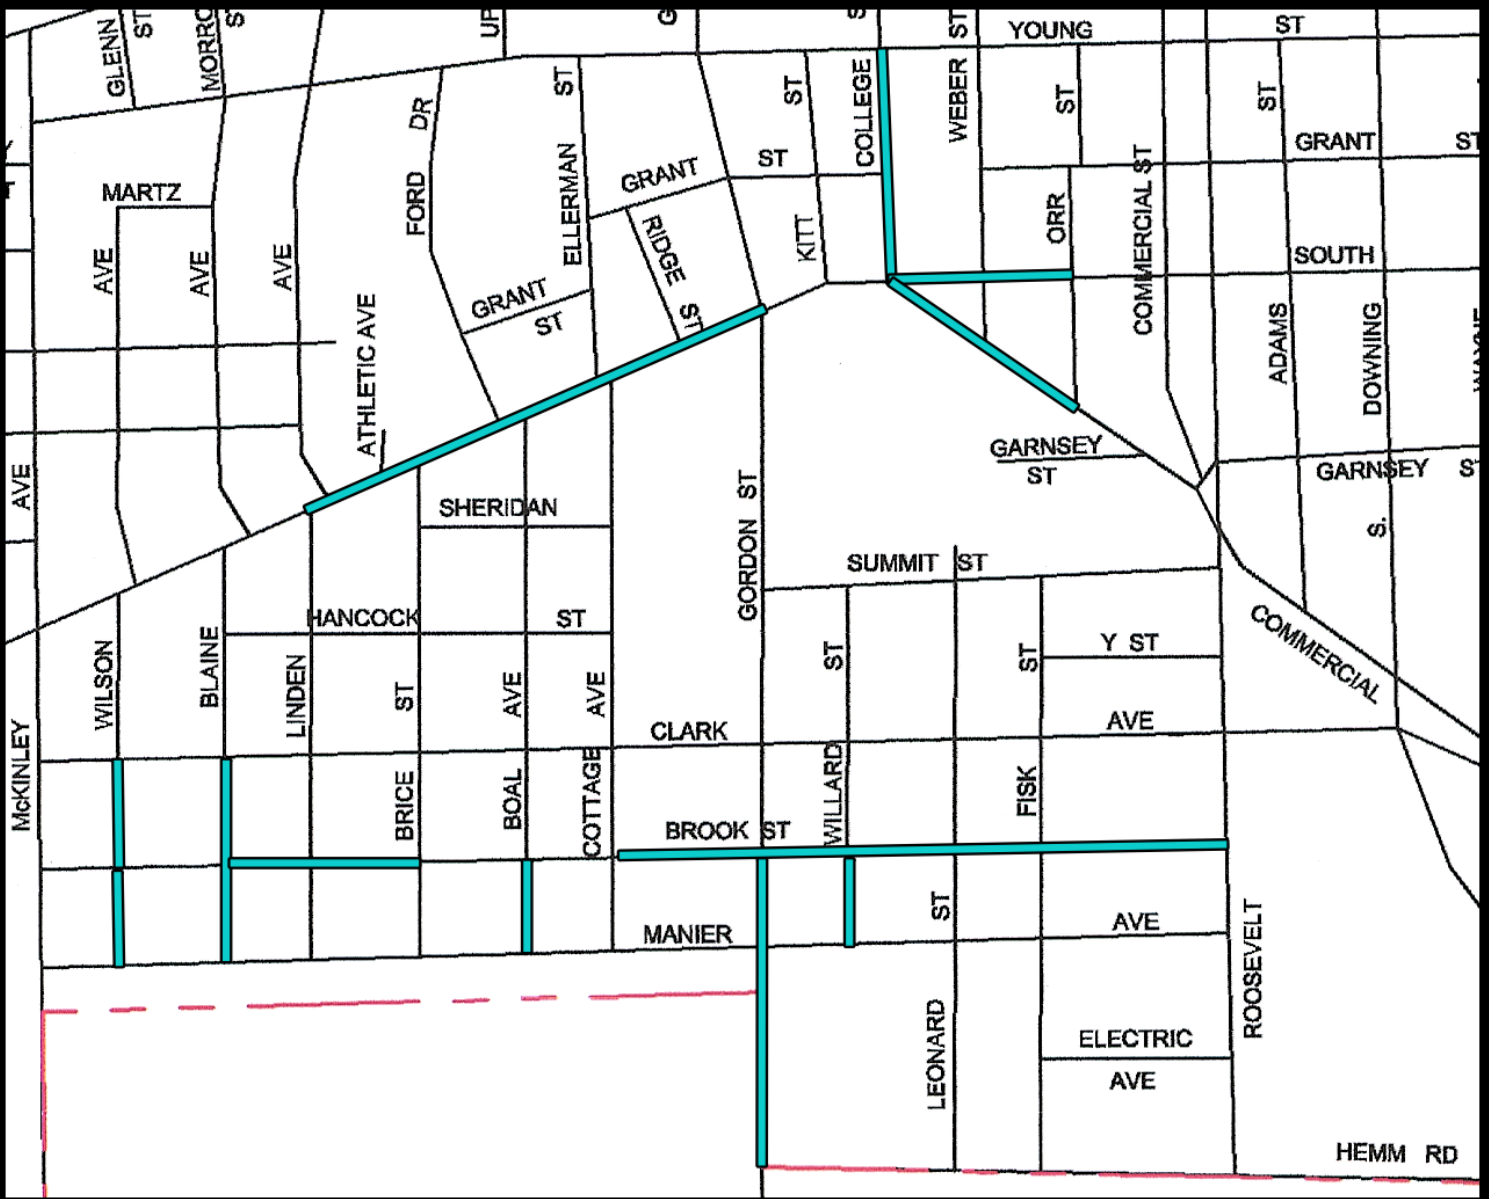 GLENN
ST
MORRO
S
UP
G
S
ST
YOUNG
ST
DR
ST
ST
COLLEGE
WEBER
ST
ST
GRANT
ST
COMMERCIAL ST
MARTZ
FORD
ELLERMAN
GRANT
ST
KITT
ORR
RIDGE
ST
SOUTH
AVE
AVE
AVE
GRANT
ST
ATHLETIC AVE
ADAMS
DOWNING
WAYNE
AVE
GARNSEY
ST
GARNSEY
ST
SHERIDAN
GORDON
ST
S.
SUMMIT
ST
HANCOCK
ST
COMMERCIAL
WILSON
BLAINE
LINDEN
ST
AVE
AVE
ST
ST
Y ST
CLARK
AVE
McKINLEY
BRICE
BOAL
COTTAGE
WILLARD
FISK
BROOK
ST
MANIER
ST
AVE
ROOSEVELT
LEONARD
ELECTRIC
AVE
HEMM RD